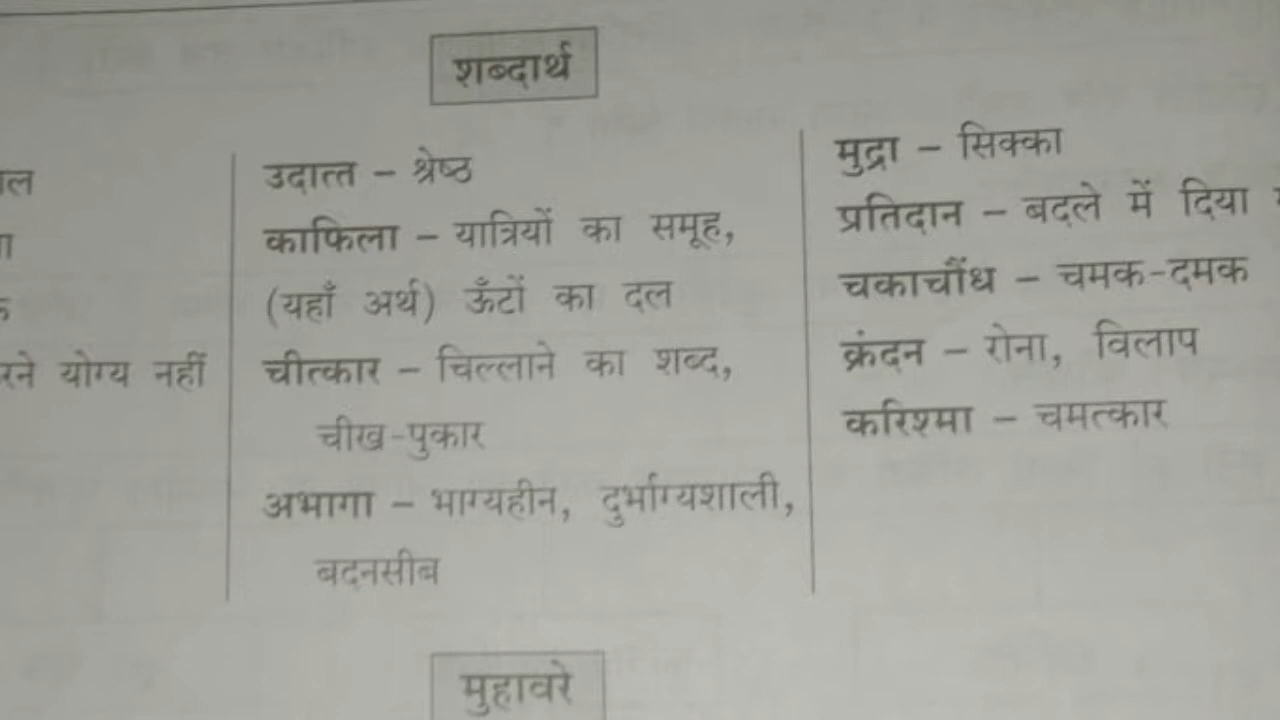 शब्दार्थ
रने योग्य नहीं
उदात्त – श्रेष्ठ
काफिला – यात्रियों का समूह,
(यहाँ अर्थ) ऊँटों का दल
चीत्कार – चिल्लाने का शब्द,
चीख-पुकार
अभागा – भाग्यहीन, दुर्भाग्यशाली,
बदनसीब
मुद्रा – सिक्का
प्रतिदान – बदले में दिया
चकाचौंध – चमक-दमक
क्रंदन – रोना, विलाप
करिश्मा – चमत्कार
मुहावरे